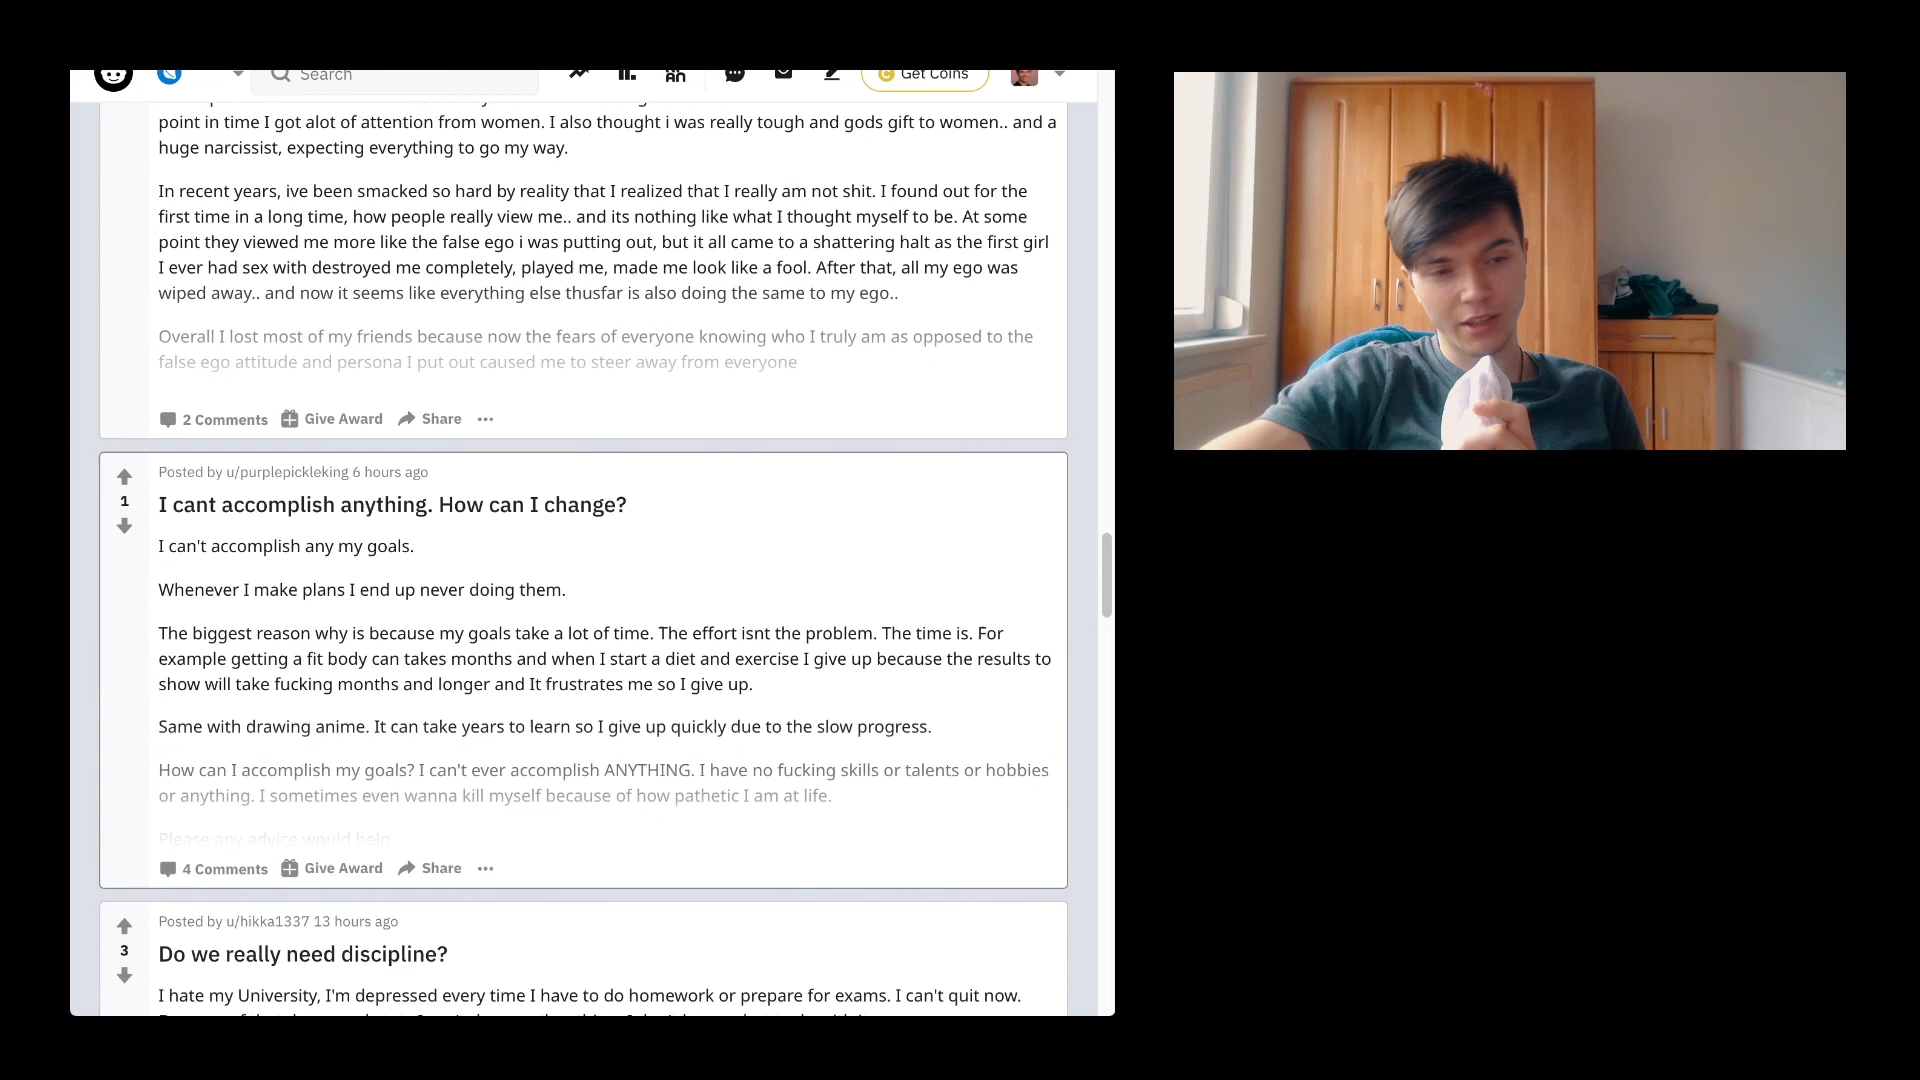 Search
Get Coins
point in time I got alot of attention from women. I also thought i was really tough and gods gift to women.. and a
huge narcissist, expecting everything to go my way.
In recent years, ive been smacked so hard by reality that I realized that I really am not shit. I found out for the
first time in a long time, how people really view me.. and its nothing like what I thought myself to be. At some
point they viewed me more like the false ego i was putting out, but it all came to a shattering halt as the first girl
I ever had sex with destroyed me completely, played me, made me look like a fool. After that, all my ego was
wiped away.. and now it seems like everything else thusfar is also doing the same to my ego..
Overall I lost most of my friends because now the fears of everyone knowing who I truly am as opposed to the
false ego attitude and persona I put out caused me to steer away from everyone
2 Comments Give Award Share
Posted by u/purplepickleking 6 hours ago
1
I cant accomplish anything. How can I change?
I can't accomplish any my goals.
Whenever I make plans I end up never doing them.
The biggest reason why is because my goals take a lot of time. The effort isnt the problem. The time is. For
example getting a fit body can takes months and when I start a diet and exercise I give up because the results to
show will take fucking months and longer and It frustrates me so I give up.
Same with drawing anime. It can take years to learn so I give up quickly due to the slow progress.
How can I accomplish my goals? I can't ever accomplish ANYTHING. I have no fucking skills or talents or hobbies
or anything. I sometimes even wanna kill myself because of how pathetic I am at life.
Please any advice would help
4 Comments Give Award Share
Posted by u/hikka1337 13 hours ago
3
Do we really need discipline?
I hate my University, I'm depressed every time I have to do homework or prepare for exams. I can't quit now.